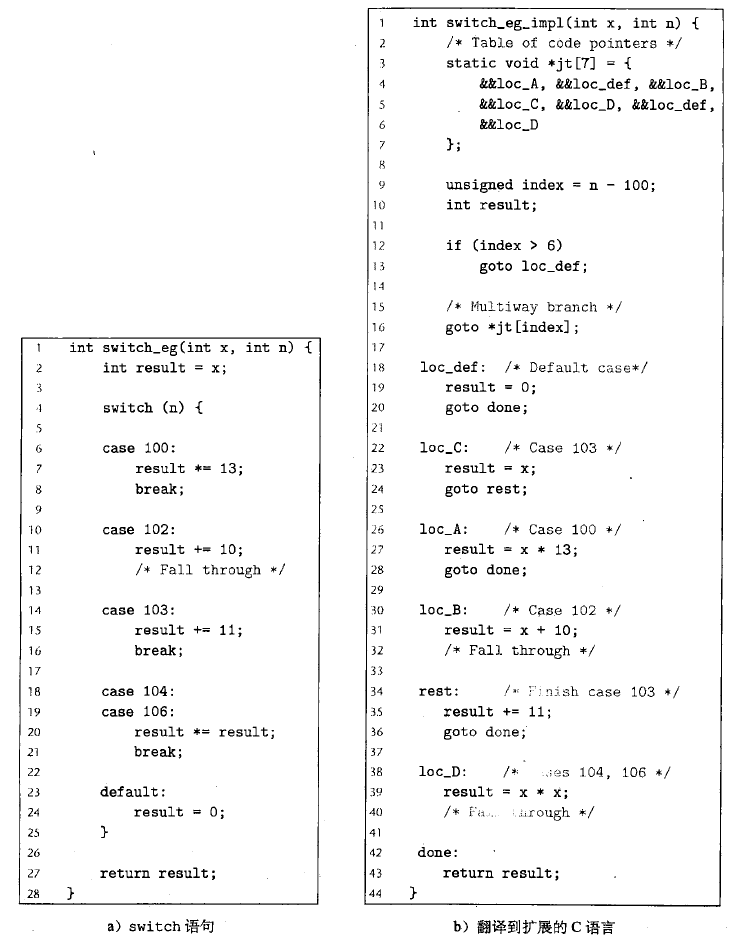 1 int switch_eg(int x, int n) {
2 int result = x;
3
4 switch (n) {
5
6 case 100:
7 result *= 13;
8 break;
9
10 case 102:
11 result += 10;
12 /* Fall through */
13
14 case 103:
15 result += 11;
16 break;
17
18 case 104:
19 case 106:
20 result *= result;
21 break;
22
23 default:
24 result = 0;
25 }
26
27 return result;
28 }
a) switch 语句
1 int switch_eg_impl(int x, int n) {
2 /* Table of code pointers */
3 static void *jt[7] = {
4 &&loc_A, &&loc_def, &&loc_B,
5 &&loc_C, &&loc_D, &&loc_def,
6 &&loc_D
7 };
8
9 unsigned index = n - 100;
10 int result;
11
12 if (index > 6)
13 goto loc_def;
14
15 /* Multiway branch */
16 goto *jt[index];
17
18 loc_def: /* Default case*/
19 result = 0;
20 goto done;
21
22 loc_C: /* Case 103 */
23 result = x;
24 goto rest;
25
26 loc_A: /* Case 100 */
27 result = x * 13;
28 goto done;
29
30 loc_B: /* Case 102 */
31 result = x + 10;
32 /* Fall through */
33
34 rest: /* Finish case 103 */
35 result += 11;
36 goto done;
37
38 loc_D: /* 104, 106 */
39 result = x * x;
40 /* through */
41
42 done:
43 return result;
44 }
b) 翻译到扩展的 C 语言